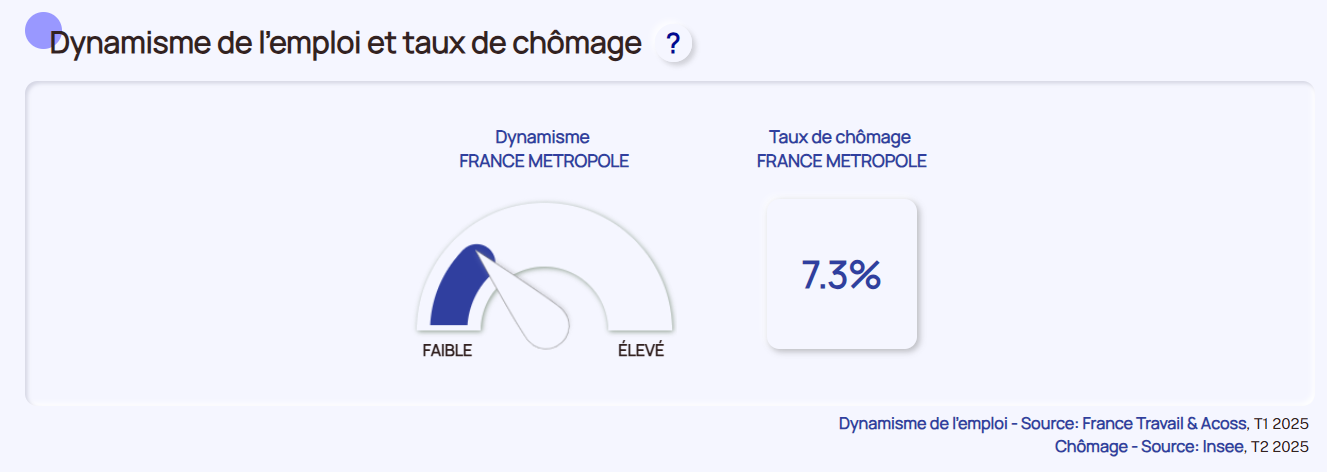 Dynamisme de l'emploi et taux de chômage ?
Dynamisme
FRANCE METROPOLE
Taux de chômage
FRANCE METROPOLE
7.3%
FAIBLE
ÉLEVÉ
Dynamisme de l'emploi - Source: France Travail & Acoss, T1 2025
Chômage - Source: Insee, T2 2025